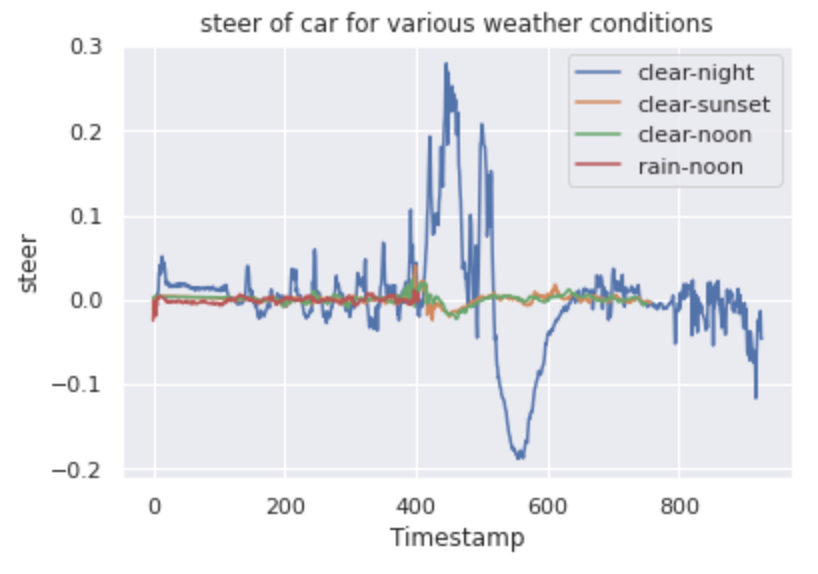 steer of car for various weather conditions
0.3
0.2
0.1
0.0
−0.1
−0.2
steer
clear-night
clear-sunset
clear-noon
rain-noon
0 200 400 600 800
Timestamp